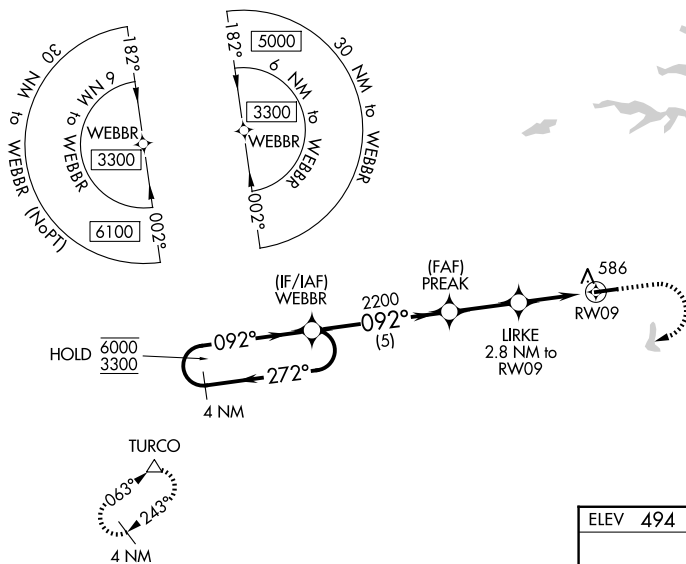 30 NM to WEBBR (NoPT)
6 NM to WEBBR
182°
WEBBR
3300
6100
002°
5000
30 NM to WEBBR
6 NM to WEBBR
182°
3300
WEBBR
002°
(IF/IAF)
WEBBR
2200
092°
(5)
(FAF)
PREAK
586
RW09
LIRKE
2.8 NM to
RW09
HOLD
6000
3300
092°
272°
4 NM
TURCO
063°
243°
4 NM
ELEV 494